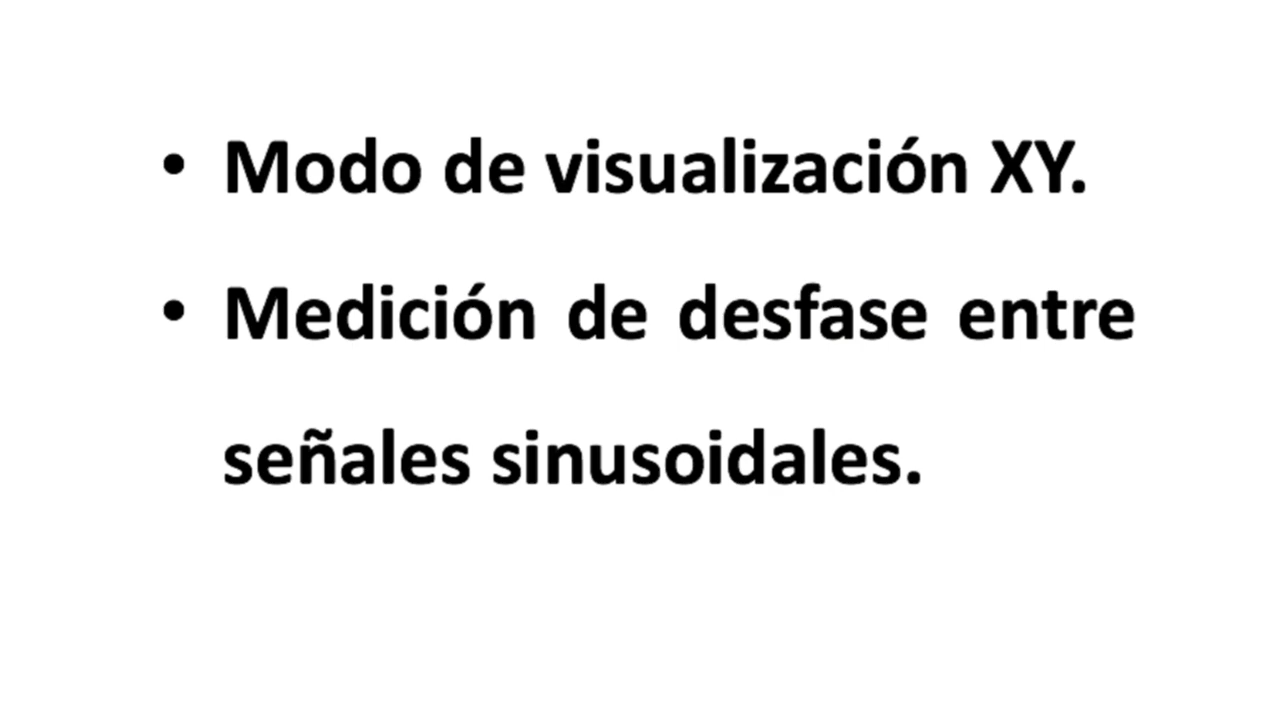 • Modo de visualización XY.
• Medición de desfase entre
señales sinusoidales.